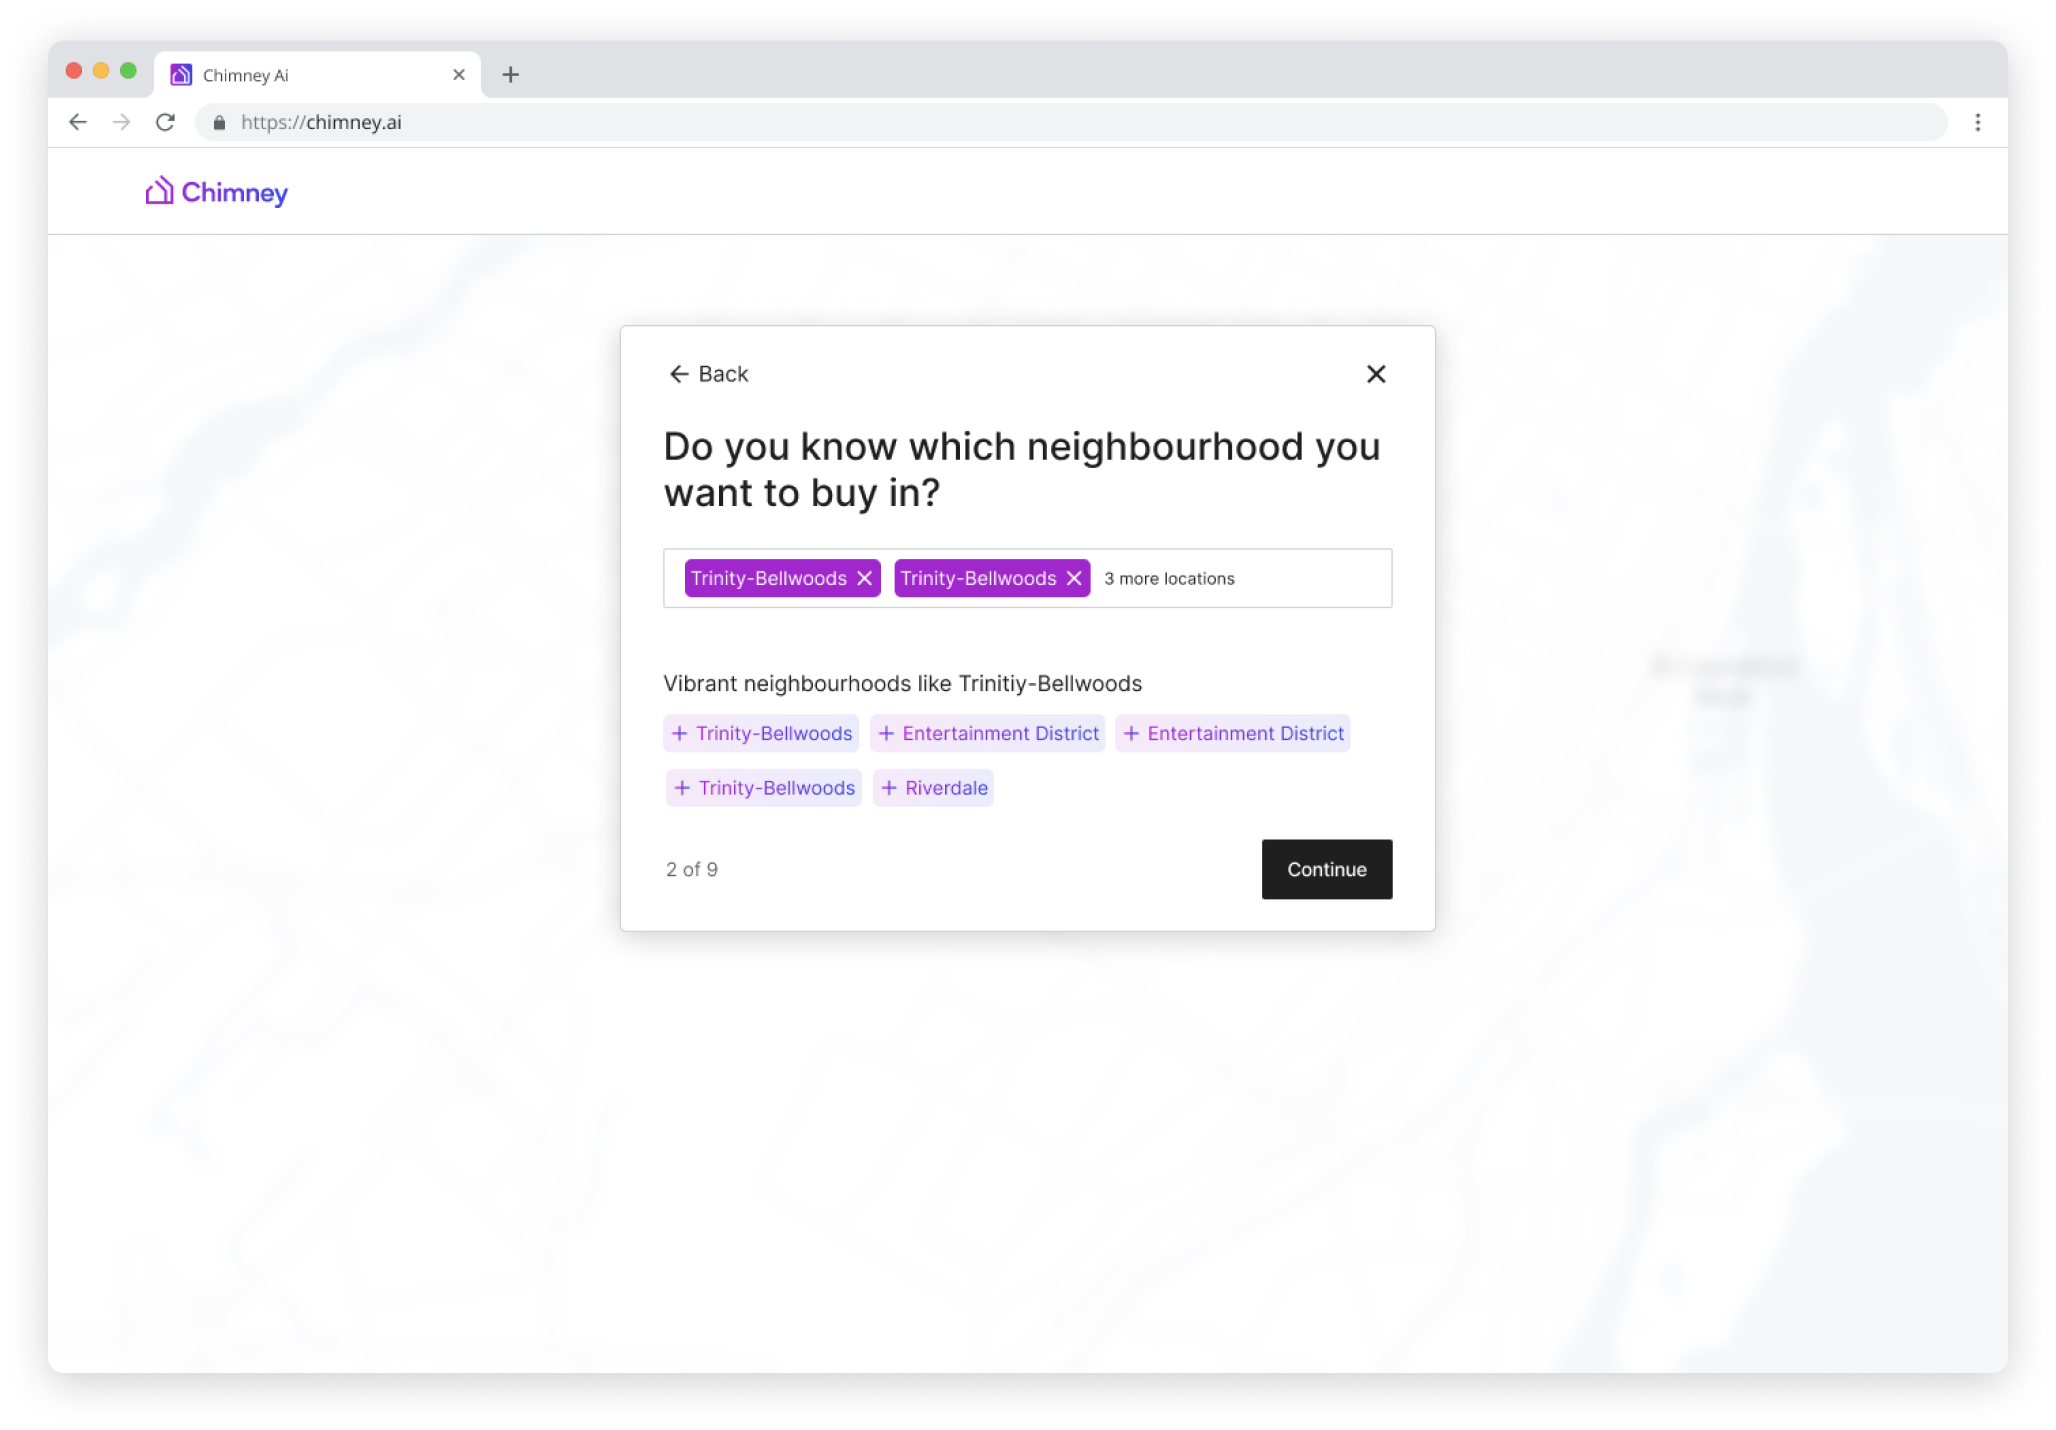 Chimney Ai
https://chimney.ai
Chimney
Back
Do you know which neighbourhood you
want to buy in?
Trinity-Bellwoods Trinity-Bellwoods 3 more locations
Vibrant neighbourhoods like Trinitiy-Bellwoods
+ Trinity-Bellwoods + Entertainment District + Entertainment District
+ Trinity-Bellwoods + Riverdale
2 of 9 Continue